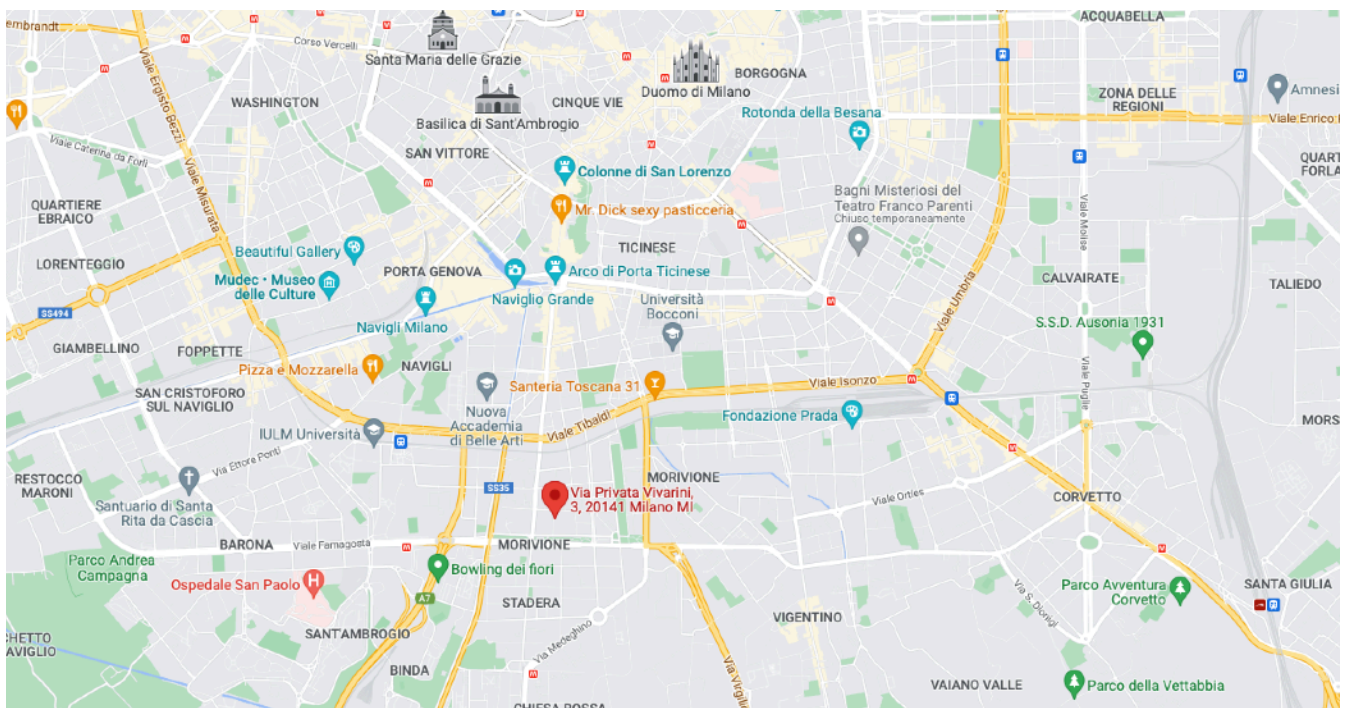 embrandt
Corso Vercelli
ACQUABELLA
Santa Maria delle Grazie
Duomo di Milano
BORGOGNA
Viale Ergisto Bezzi
WASHINGTON
CINQUE VIE
Basilica di Sant'Ambrogio
ZONA DELLE
REGIONI
Amnesi
Rotonda della Besana
Viale Enrico
Viale Caterina da Forlì
SAN VITTORE
Colonne di San Lorenzo
QUART
FORLA
QUARTIERE
EBRAICO
Viale Misurata
Mr. Dick sexy pasticceria
Bagni Misteriosi del
Teatro Franco Parenti
Chiuso temporaneamente
Viale Molise
Beautiful Gallery
TICINESE
LORENTEGGIO
Mudec • Museo
delle Culture
PORTA GENOVA
Arco di Porta Ticinese
CALVAIRATE
TALIEDO
Naviglio Grande
Università
Bocconi
Viale Umbria
SS494
Navigli Milano
S.S.D. Ausonia 1931
GIAMBELLINO
FOPPETTE
Pizza e Mozzarella
NAVIGLI
SAN CRISTOFORO
SUL NAVIGLIO
Santeria Toscana 31
Viale Isonzo
Viale Puglie
Nuova
Accademia
di Belle Arti
Viale Tibaldi
Fondazione Prada
IULM Università
MORS
Via Ettore Ponti
RESTOCCO
MARONI
SS35
MORIVIONE
Via Privata Vivarini,
3, 20141 Milano MI
Viale Ortles
CORVETTO
Santuario di Santa
Rita da Cascia
BARONA
Viale Famagosta
MORIVIONE
Parco Andrea
Campagna
Bowling dei fiori
Ospedale San Paolo
H
A7
STADERA
Parco Avventura
Corvetto
SANTA GIULIA
Via S. Dionigi
VIGENTINO
SANT'AMBROGIO
CHETTO
AVIGLIO
Via Medeghino
BINDA
Via Virgili
VAIANO VALLE
Parco della Vettabbia
CHIESA ROSSA